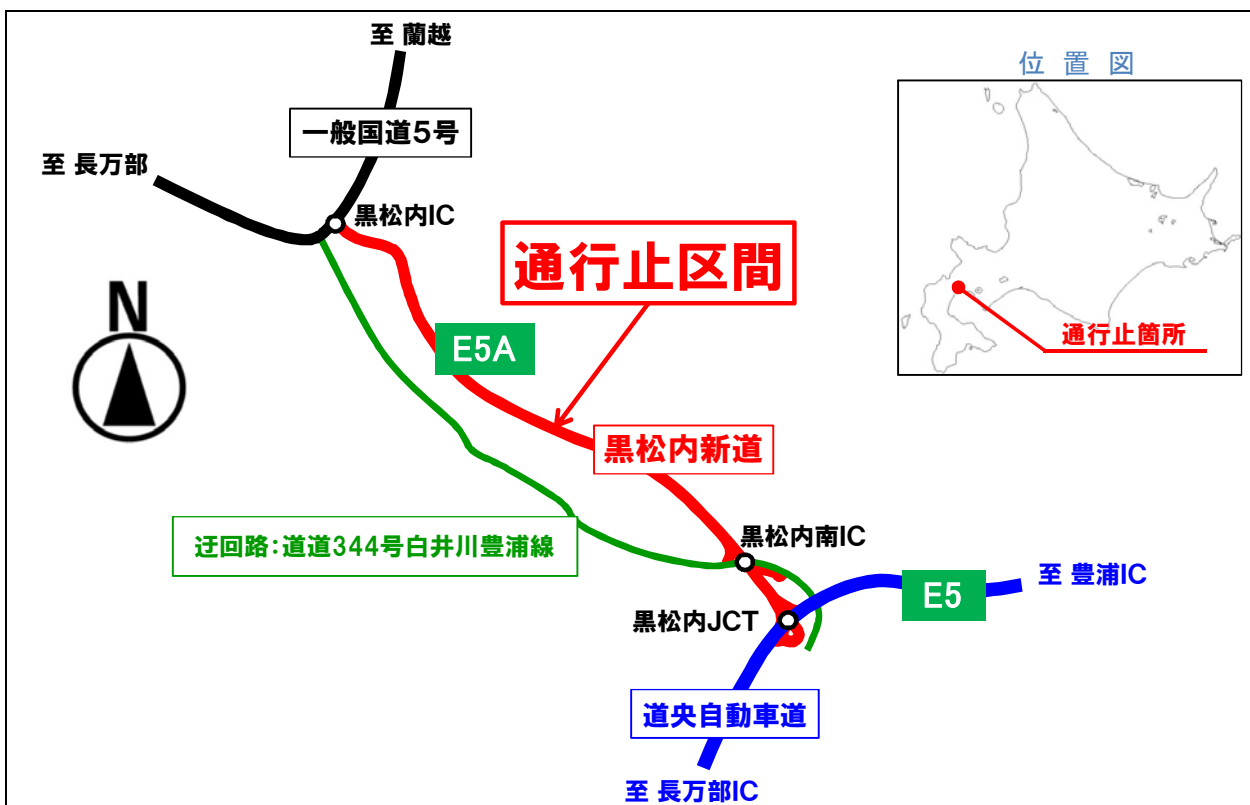 至 蘭越
位 置 図
一般国道5号
至 長万部
黒松内IC
通行止区間
N
E5A
通行止箇所
黒松内新道
迂回路:道道344号白井川豊浦線
黒松内南IC
至 豊浦IC
E5
黒松内JCT
道央自動車道
至 長万部IC